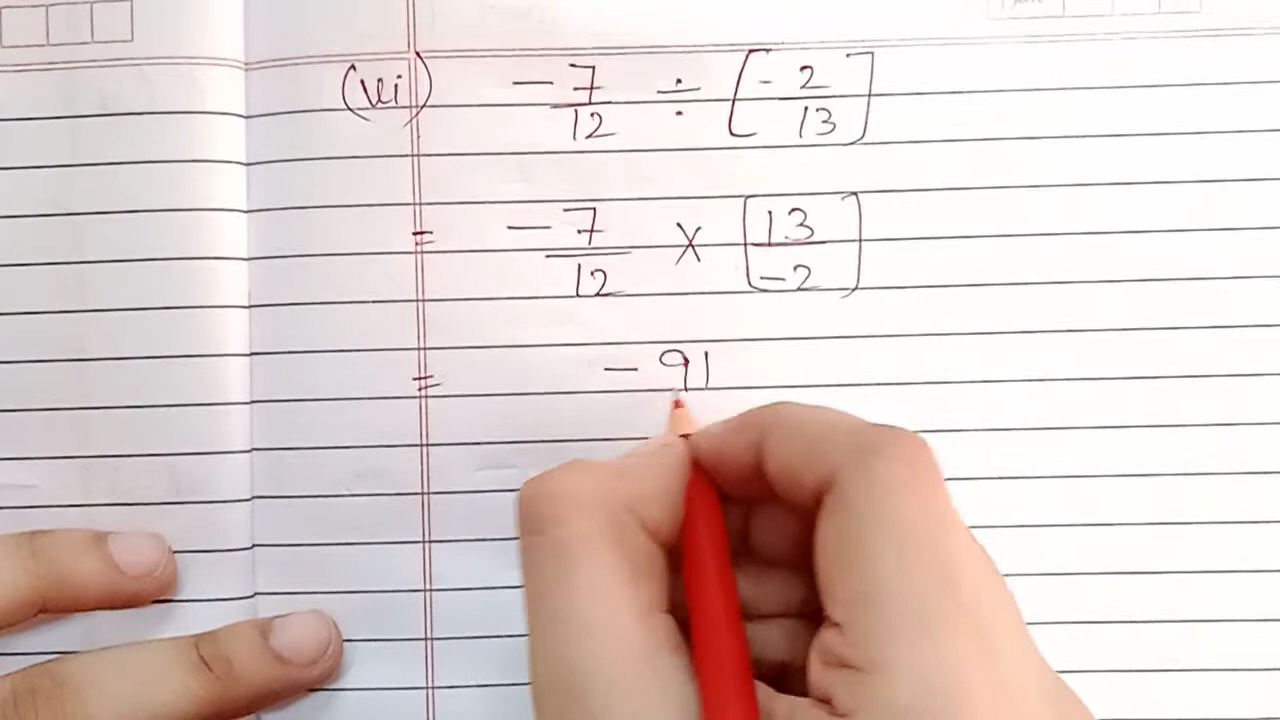 (vi) -7/12 ÷ [-2/13]
= -7/12 × [13/-2]
= -91